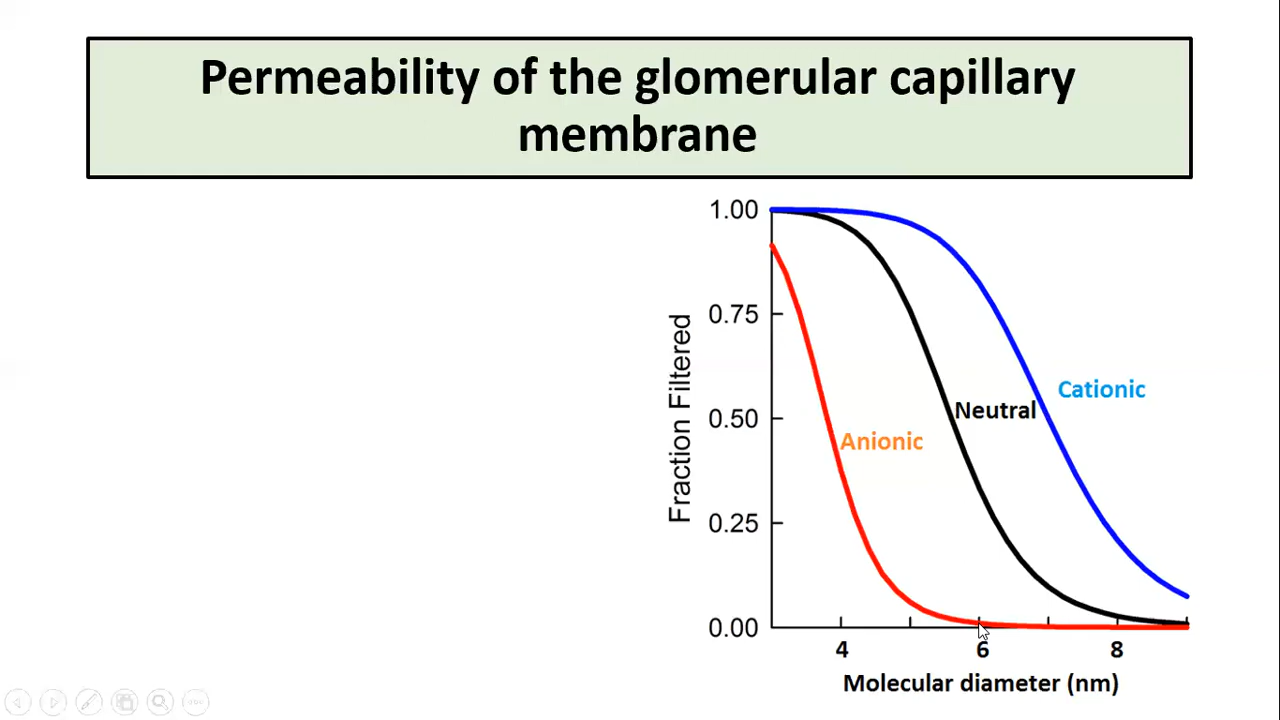 Permeability of the glomerular capillary
membrane
1.00
0.75
0.50
0.25
0.00
Fraction Filtered
Cationic
Neutral
Anionic
4 6 8
Molecular diameter (nm)